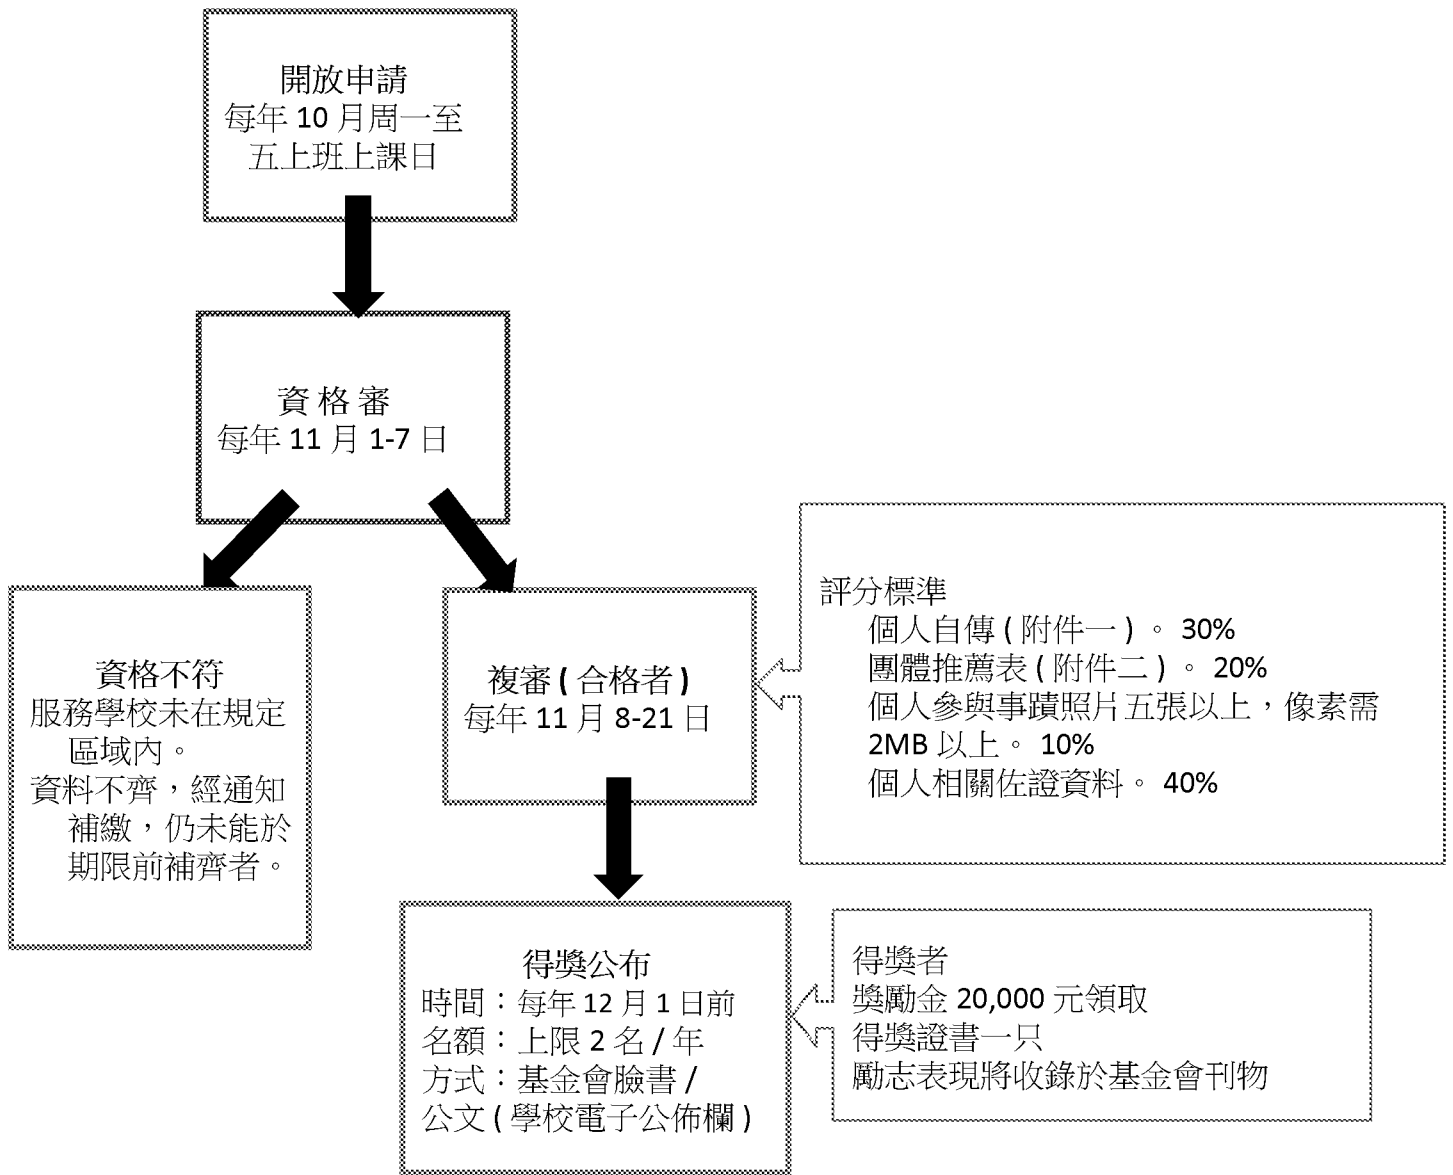 開放申請
每年 10 月周一至
五上班上課日
資 格 審
每年 11 月 1-7 日
資格不符
服務學校未在規定
區域內。
資料不齊，經通知
補繳，仍未能於
期限前補齊者。
複審 ( 合格者 )
每年 11 月 8-21 日
評分標準
個人自傳 ( 附件一 ) 。 30%
團體推薦表 ( 附件二 ) 。 20%
個人參與事蹟照片五張以上，像素需
2MB 以上。 10%
個人相關佐證資料。 40%
得獎公布
時間：每年 12 月 1 日前
名額：上限 2 名 / 年
方式：基金會臉書 /
公文 ( 學校電子公佈欄 )
得獎者
獎勵金 20,000 元領取
得獎證書一只
勵志表現將收錄於基金會刊物